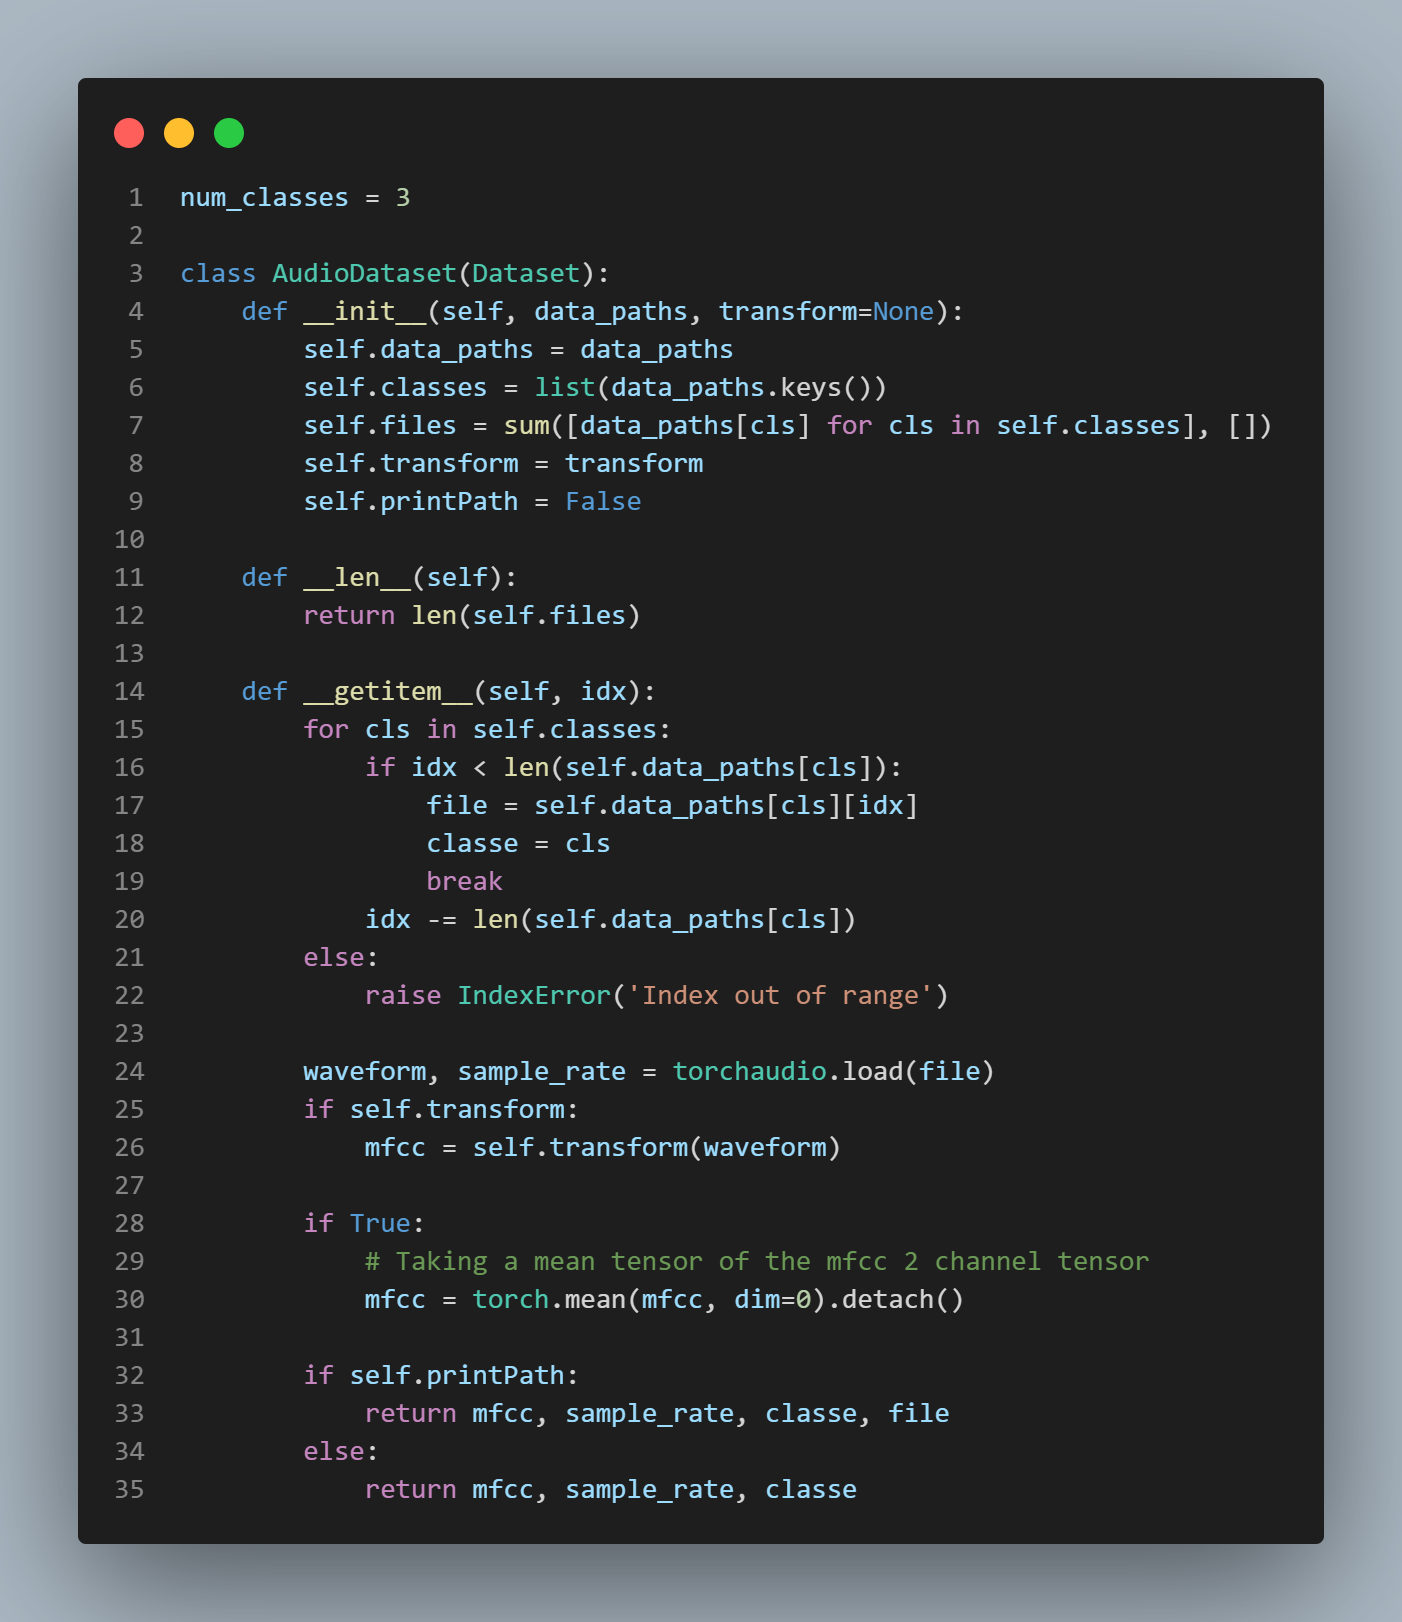 1 num_classes = 3
2
3 class AudioDataset(Dataset):
4     def __init__(self, data_paths, transform=None):
5         self.data_paths = data_paths
6         self.classes = list(data_paths.keys())
7         self.files = sum([data_paths[cls] for cls in self.classes], [])
8         self.transform = transform
9         self.printPath = False
10
11     def __len__(self):
12         return len(self.files)
13
14     def __getitem__(self, idx):
15         for cls in self.classes:
16             if idx < len(self.data_paths[cls]):
17                 file = self.data_paths[cls][idx]
18                 classe = cls
19                 break
20             idx -= len(self.data_paths[cls])
21         else:
22             raise IndexError('Index out of range')
23
24         waveform, sample_rate = torchaudio.load(file)
25         if self.transform:
26             mfcc = self.transform(waveform)
27
28         if True:
29             # Taking a mean tensor of the mfcc 2 channel tensor
30             mfcc = torch.mean(mfcc, dim=0).detach()
31
32         if self.printPath:
33             return mfcc, sample_rate, classe, file
34         else:
35             return mfcc, sample_rate, classe